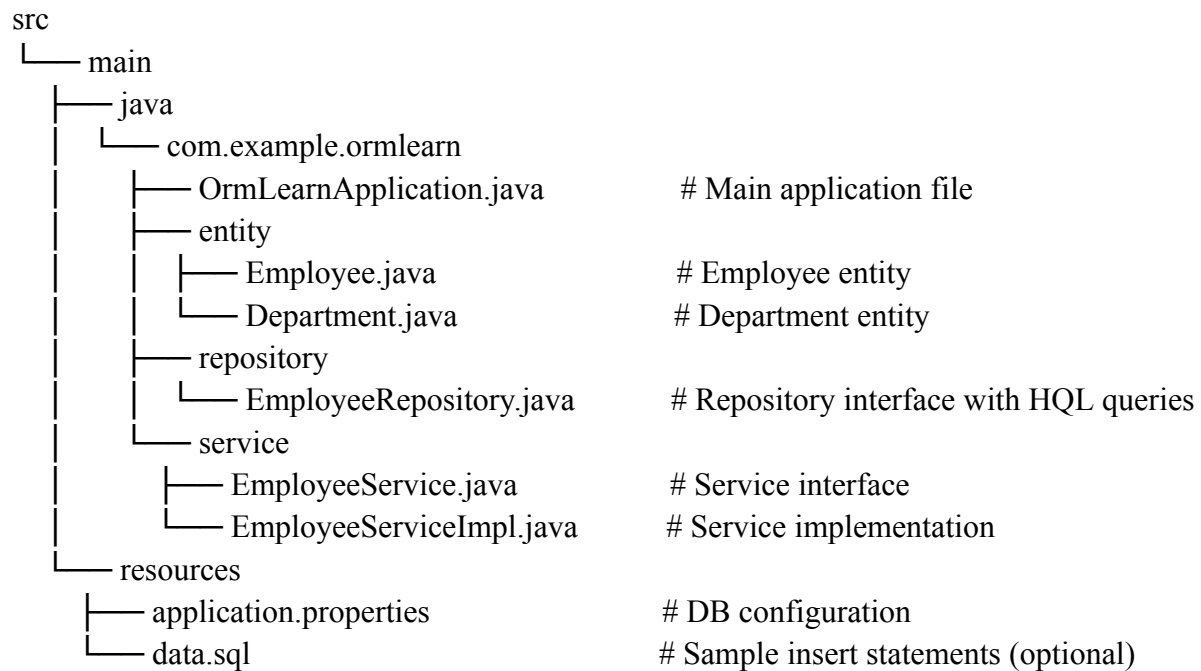 src
└── main
    ├── java
    │   └── com.example.ormlearn
    │       ├── OrmLearnApplication.java # Main application file
    │       ├── entity
    │       │   ├── Employee.java # Employee entity
    │       │   └── Department.java # Department entity
    │       ├── repository
    │       │   └── EmployeeRepository.java # Repository interface with HQL queries
    │       └── service
    │           ├── EmployeeService.java # Service interface
    │           └── EmployeeServiceImpl.java # Service implementation
    └── resources
        ├── application.properties # DB configuration
        └── data.sql # Sample insert statements (optional)